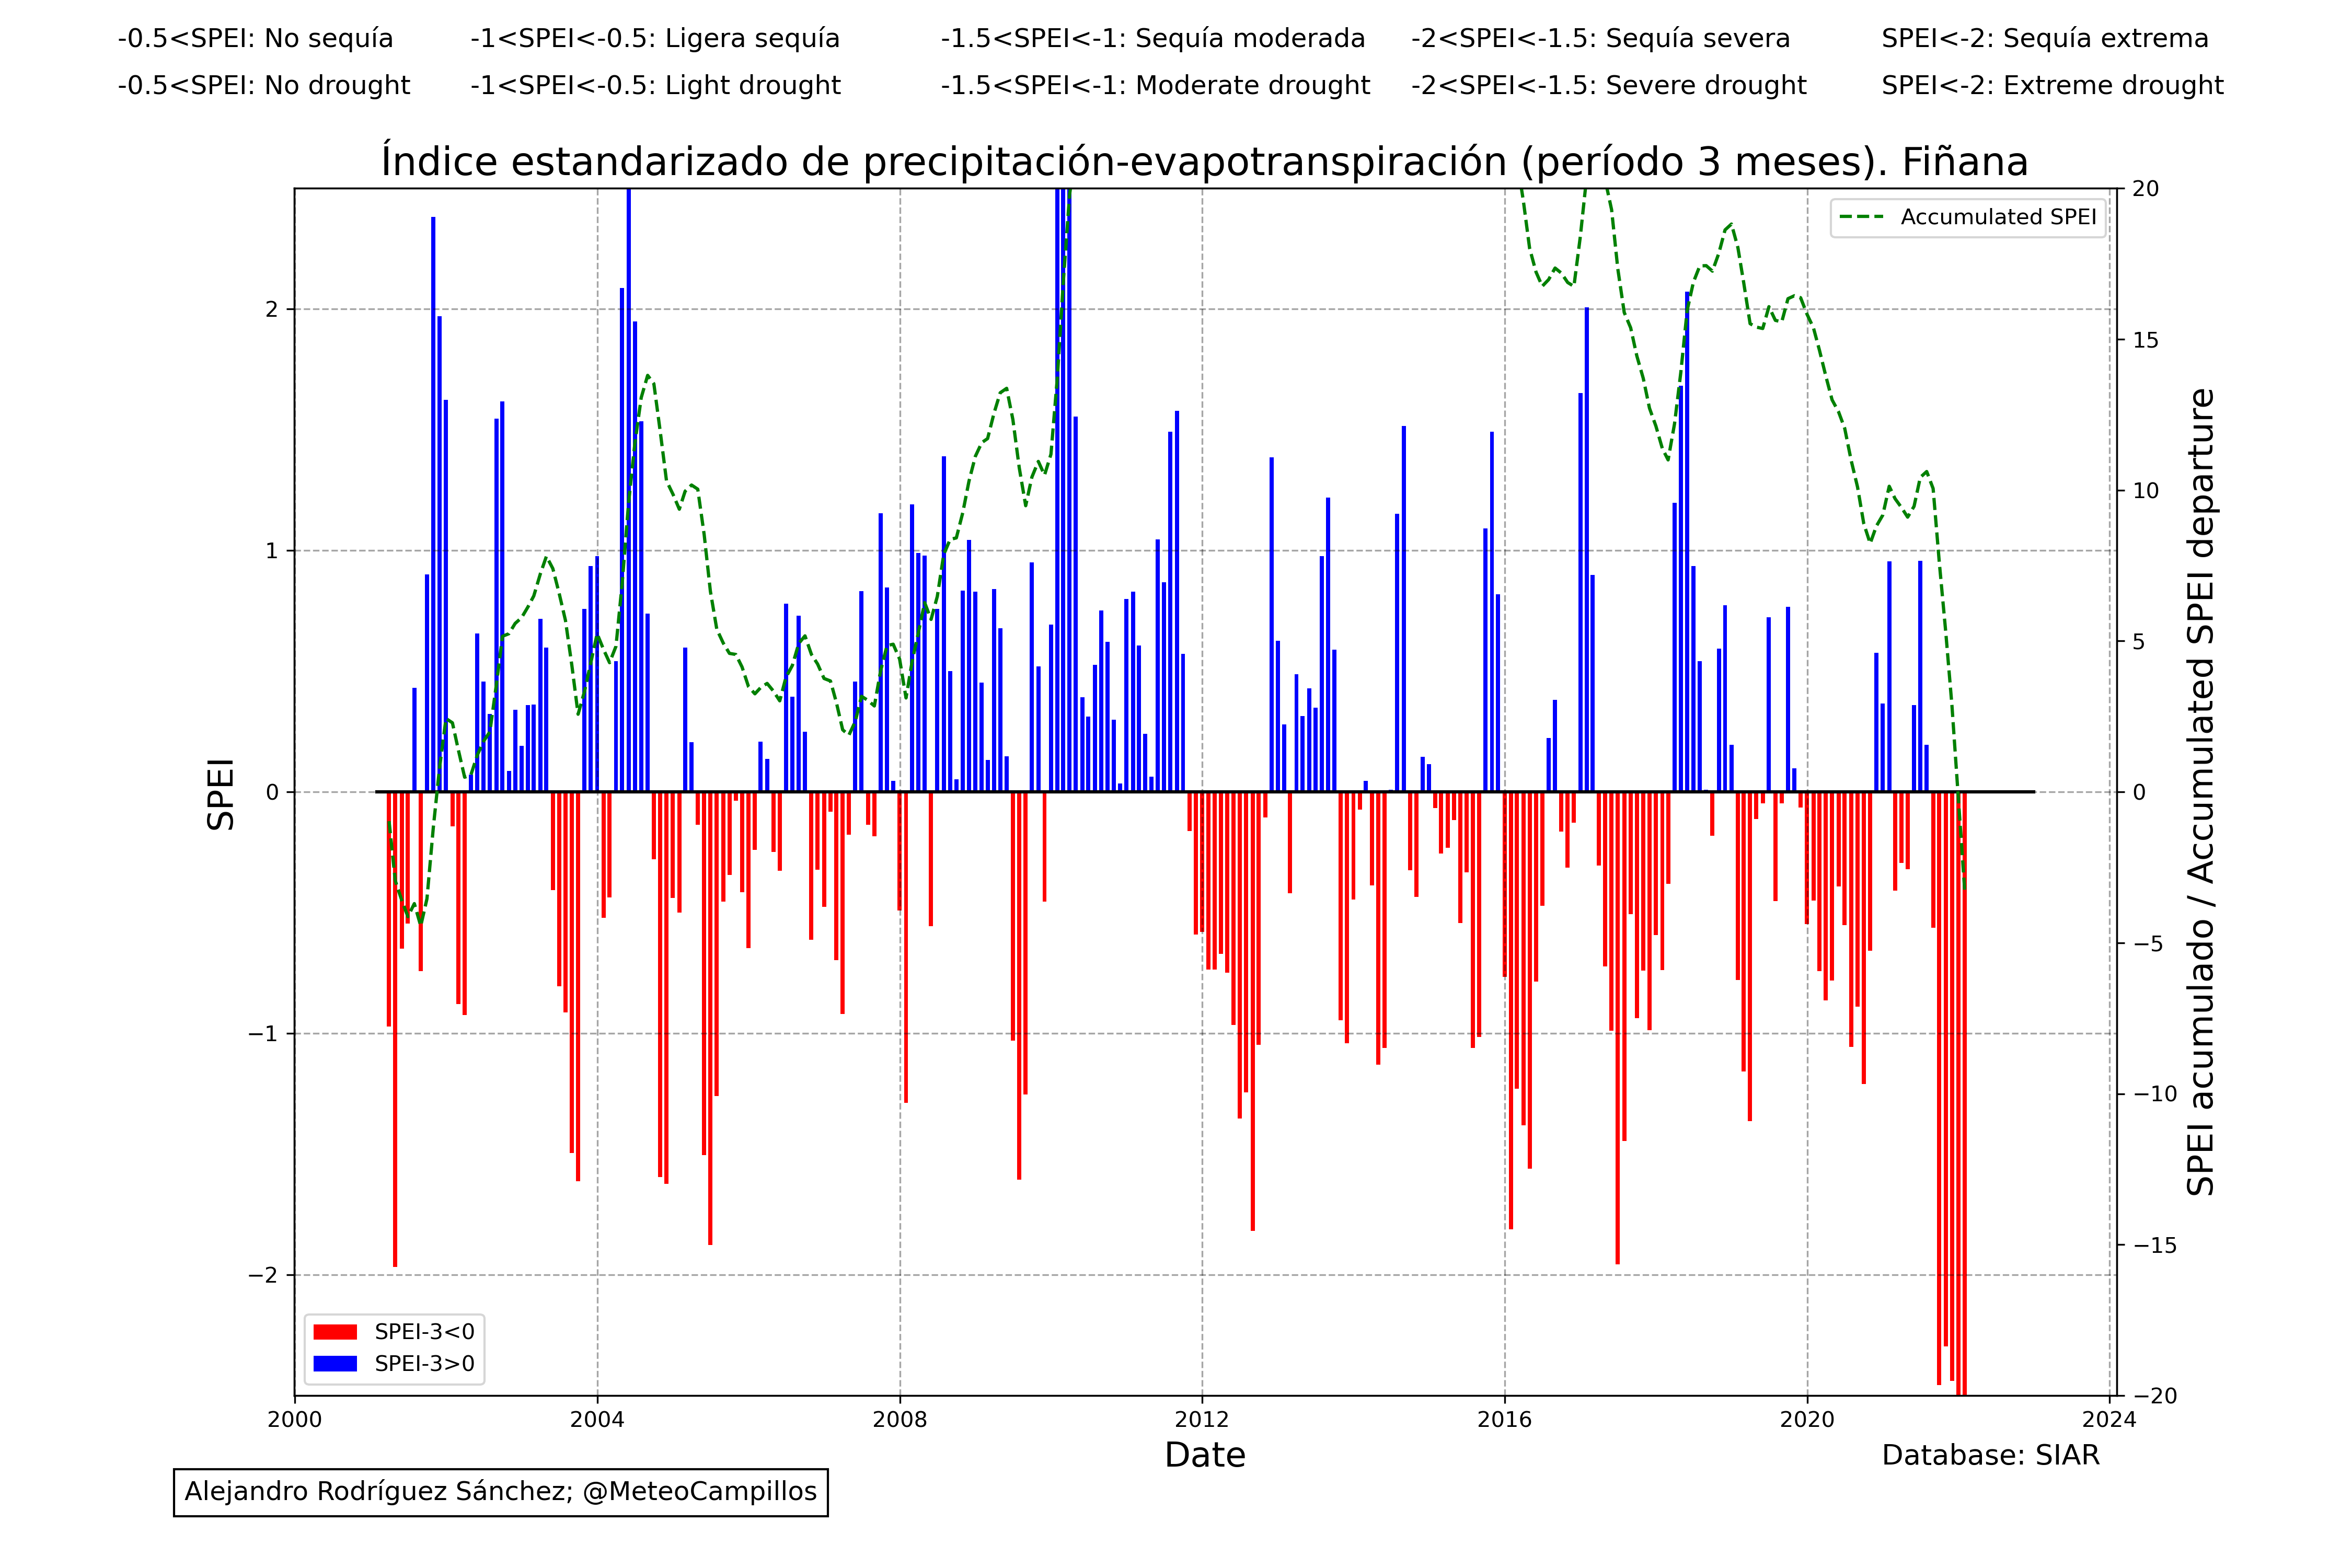 -0.5<SPEI: No sequía -1<SPEI<-0.5: Ligera sequía -1.5<SPEI<-1: Sequía moderada -2<SPEI<-1.5: Sequía severa SPEI<-2: Sequía extrema
-0.5<SPEI: No drought -1<SPEI<-0.5: Light drought -1.5<SPEI<-1: Moderate drought -2<SPEI<-1.5: Severe drought SPEI<-2: Extreme drought
Índice estandarizado de precipitación-evapotranspiración (período 3 meses). Fiñana
Accumulated SPEI
2
1
0
−1
−2
SPEI
20
15
10
5
0
−5
−10
−15
−20
SPEI acumulado / Accumulated SPEI departure
SPEI-3<0
SPEI-3>0
2000 2004 2008 2012 2016 2020 2024
Date
Database: SIAR
Alejandro Rodríguez Sánchez; @MeteoCampillos